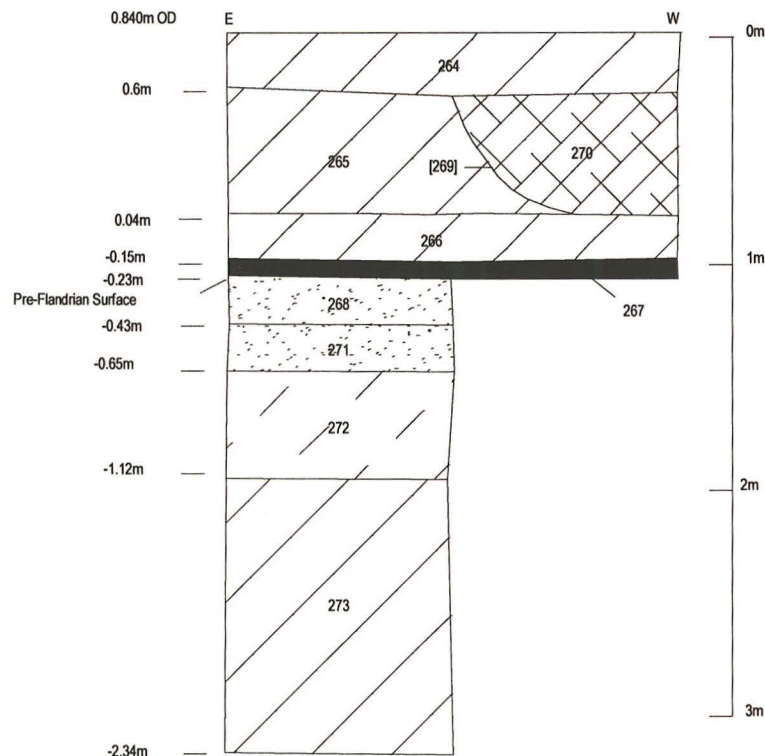 0.840m OD
E
W
0m
264
0.6m
265
[269]
270
0.04m
266
-0.15m
1m
-0.23m
Pre-Flandrian Surface
268
267
-0.43m
271
-0.65m
272
-1.12m
2m
273
3m
-2.34m